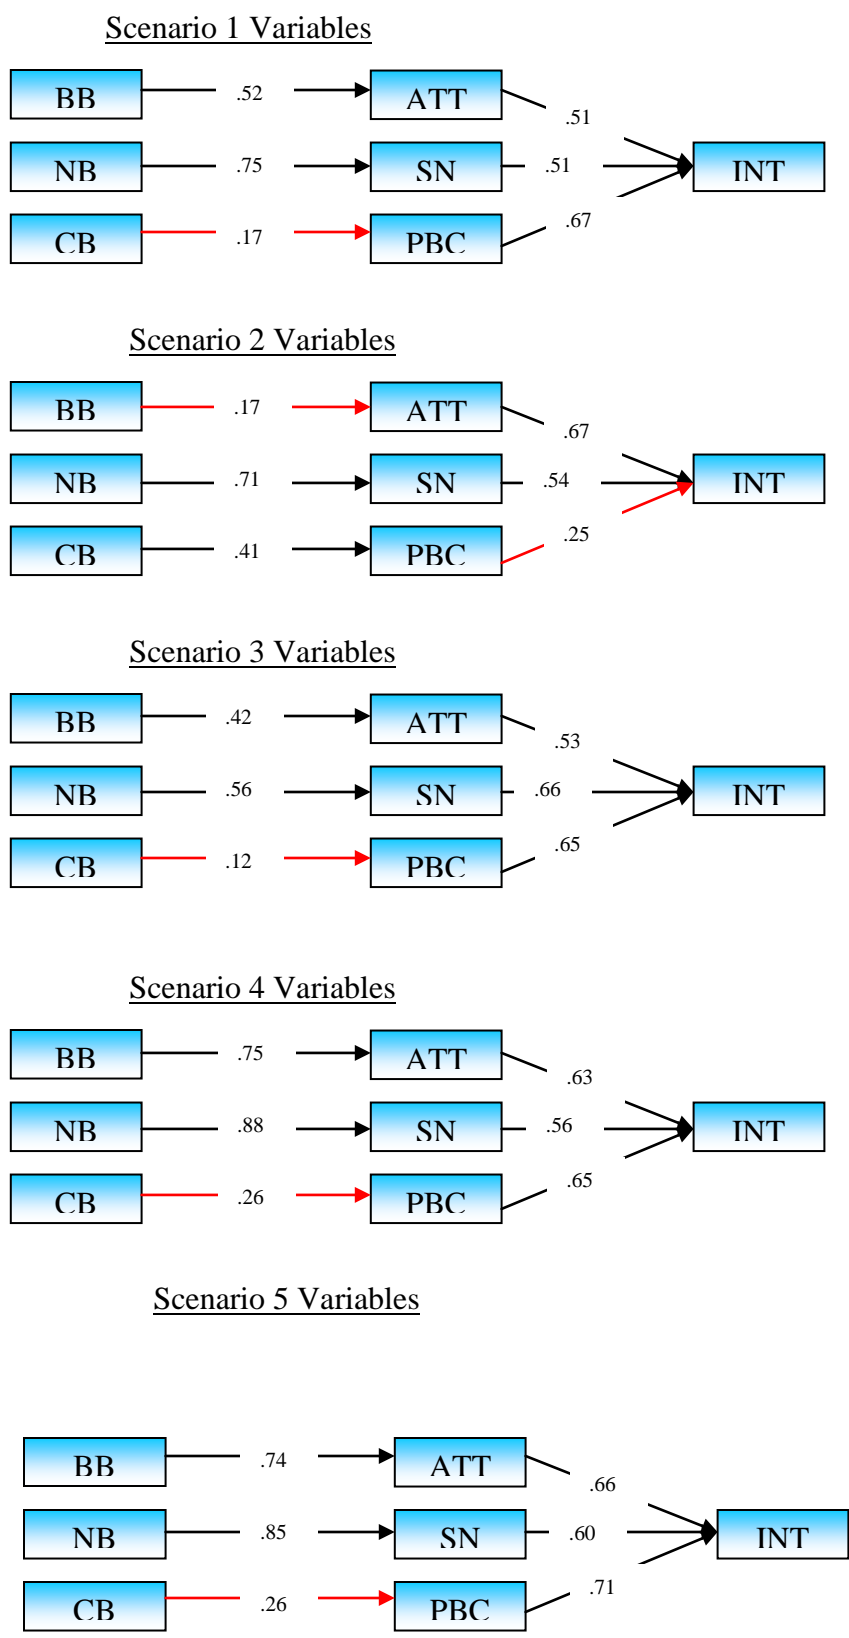 Scenario 1 Variables
BB .52 ATT .51
NB .75 SN .51 INT
CB .17 PBC .67
Scenario 2 Variables
BB .17 ATT .67
NB .71 SN .54 INT
CB .41 PBC .25
Scenario 3 Variables
BB .42 ATT .53
NB .56 SN .66 INT
CB .12 PBC .65
Scenario 4 Variables
BB .75 ATT .63
NB .88 SN .56 INT
CB .26 PBC .65
Scenario 5 Variables
BB .74 ATT .66
NB .85 SN .60 INT
CB .26 PBC .71